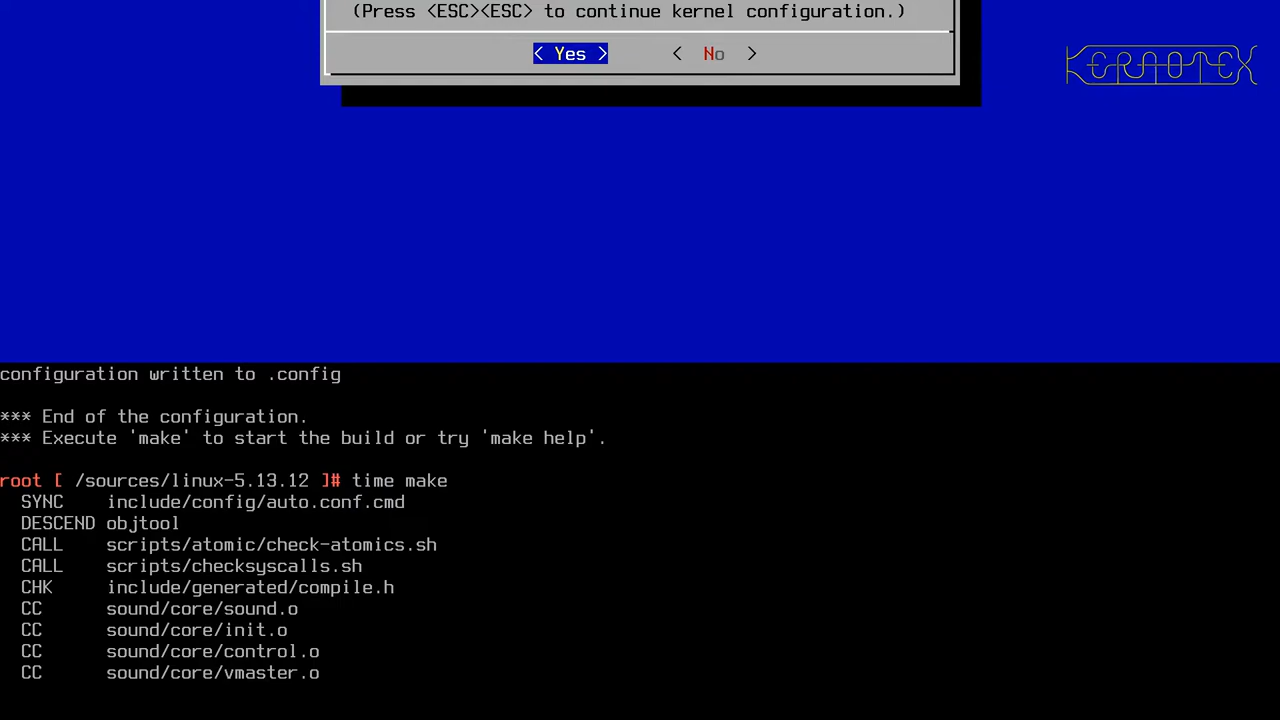 (Press <ESC><ESC> to continue kernel configuration.)
< Yes > < No >
KERAOTEX
configuration written to .config
*** End of the configuration.
*** Execute 'make' to start the build or try 'make help'.
root [ /sources/linux-5.13.12 ]# time make
SYNC include/config/auto.conf.cmd
DESCEND objtool
CALL scripts/atomic/check-atomics.sh
CALL scripts/checksyscalls.sh
CHK include/generated/compile.h
CC sound/core/sound.o
CC sound/core/init.o
CC sound/core/control.o
CC sound/core/vmaster.o